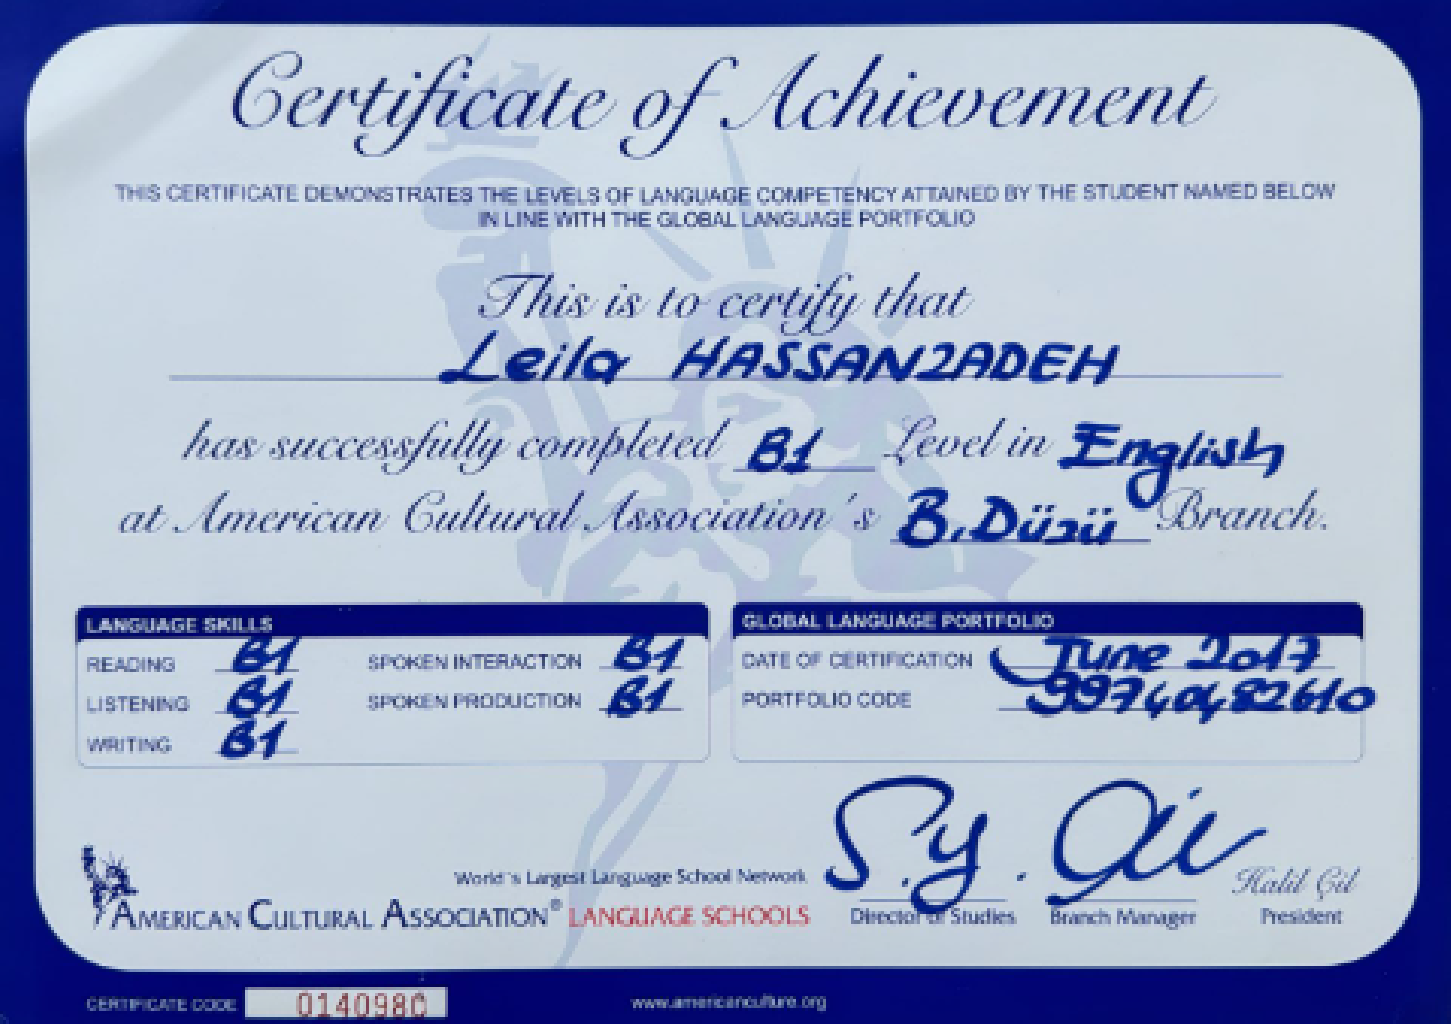 Certificate of Achievement
THIS CERTIFICATE DEMONSTRATES THE LEVELS OF LANGUAGE COMPETENCY ATTAINED BY THE STUDENT NAMED BELOW
IN LINE WITH THE GLOBAL LANGUAGE PORTFOLIO
This is to certify that
Leila HASSANZADEH
has successfully completed B1 Level in English
at American Cultural Association's B.Düzü Branch.
LANGUAGE SKILLS
READING B1 SPOKEN INTERACTION B1
LISTENING B1 SPOKEN PRODUCTION B1
WRITING B1
GLOBAL LANGUAGE PORTFOLIO
DATE OF CERTIFICATION June 2017
PORTFOLIO CODE 99740482610
World's Largest Language School Network
AMERICAN CULTURAL ASSOCIATION® LANGUAGE SCHOOLS
Director of Studies Branch Manager
Halil Gil
President
CERTIFICATE CODE 0140980
www.americanculture.org